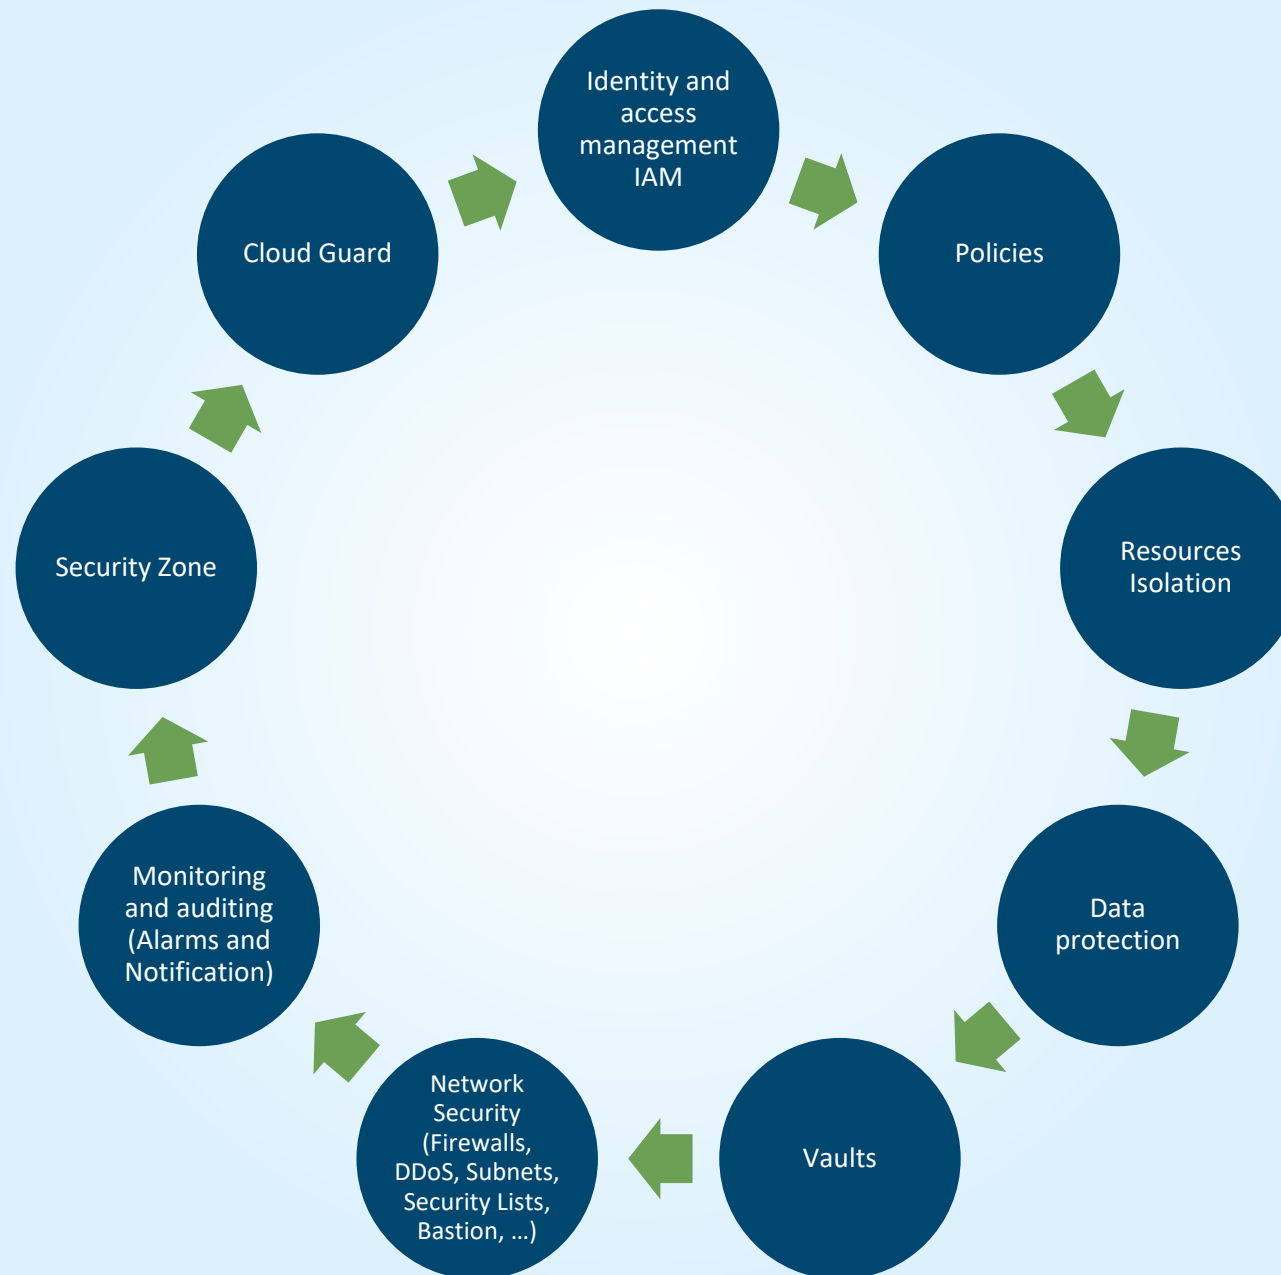 Identity and
access
management
IAM
Policies
Resources
Isolation
Data
protection
Vaults
Network
Security
(Firewalls,
DDoS, Subnets,
Security Lists,
Bastion, ...)
Monitoring
and auditing
(Alarms and
Notification)
Security Zone
Cloud Guard